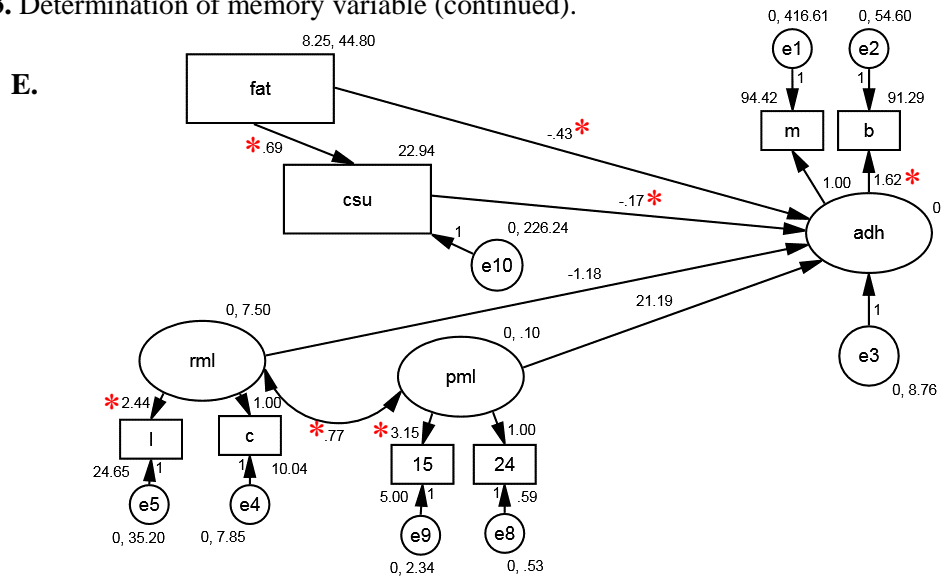 . Determination of memory variable (continued).
E.
0, 416.61 0, 54.60
e1 e2
1 1
8.25, 44.80
fat
94.42 91.29
m b
-.43*
*.69
22.94
csu
1.00 1.62*
-.17*
0
adh
1
e10
0, 226.24
-1.18
21.19
1
e3
0, 8.76
0, 7.50
rml
0, .10
pml
*2.44 1.00
*.77
*3.15 1.00
l c
15 24
24.65 1 1 10.04
5.00 1 1 .59
e5 e4
e9 e8
0, 35.20 0, 7.85
0, 2.34 0, .53